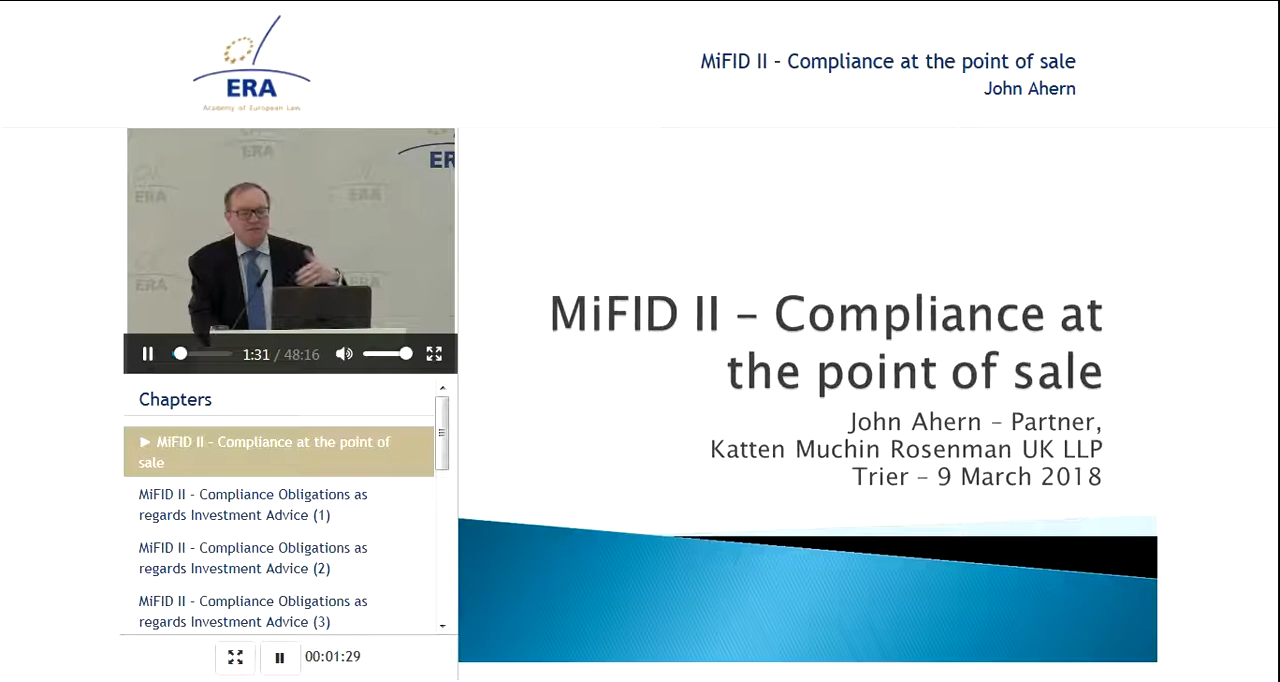 ERA
Academy of European Law
MiFID II – Compliance at the point of sale
John Ahern
ERA
ERA
ERA
ERA
ERA
ERA
1:31 / 48:16
Chapters
► MiFID II – Compliance at the point of
sale
MiFID II – Compliance Obligations as
regards Investment Advice (1)
MiFID II – Compliance Obligations as
regards Investment Advice (2)
MiFID II – Compliance Obligations as
regards Investment Advice (3)
00:01:29
MiFID II – Compliance at
the point of sale
John Ahern – Partner,
Katten Muchin Rosenman UK LLP
Trier – 9 March 2018